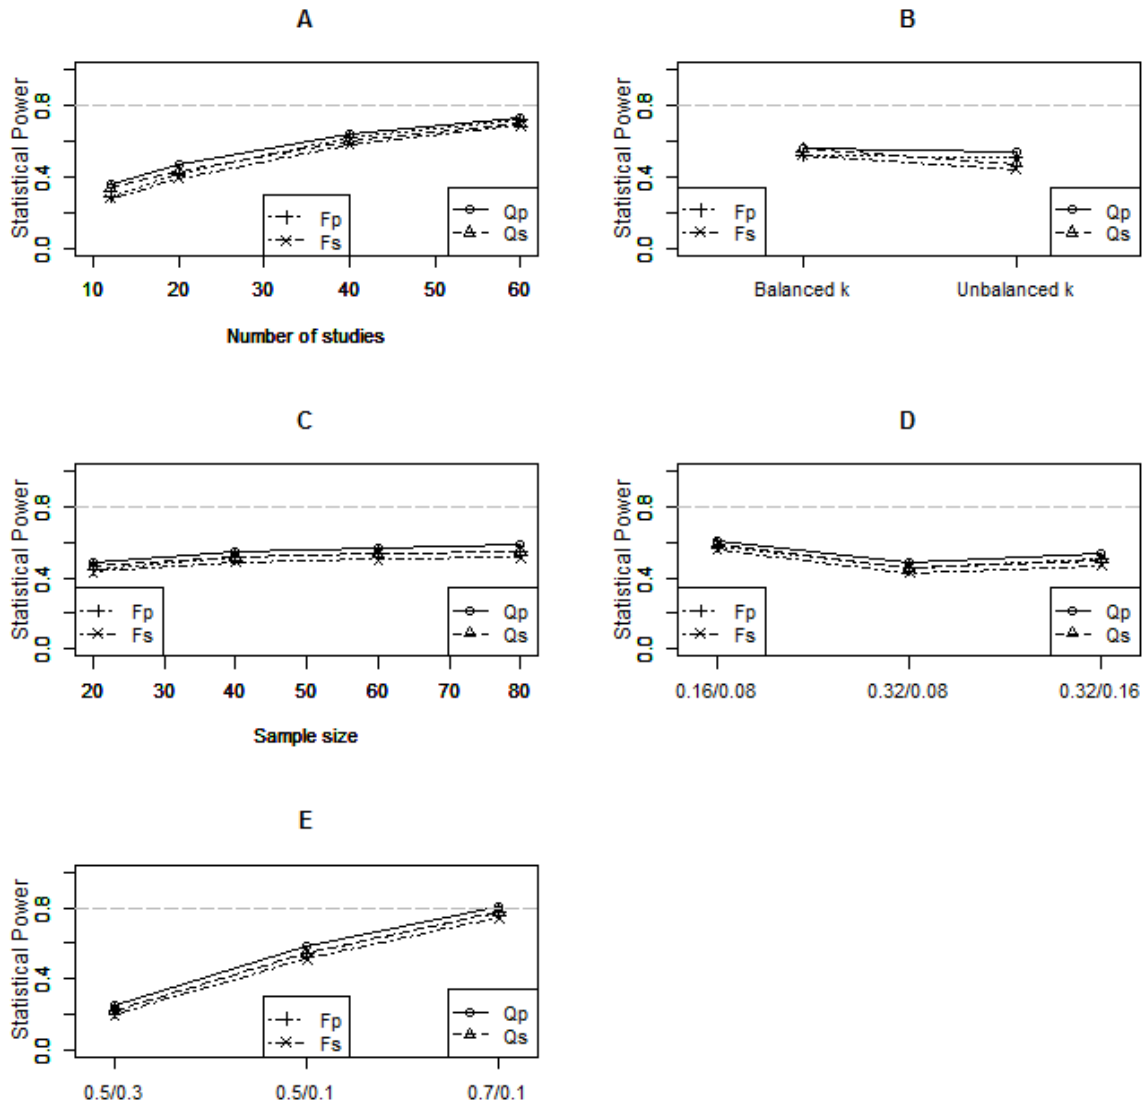 A
Statistical Power
0.0 0.4 0.8
Fp
Fs
Qp
Qs
10 20 30 40 50 60
Number of studies
B
Statistical Power
0.0 0.4 0.8
Fp
Fs
Qp
Qs
Balanced k Unbalanced k
C
Statistical Power
0.0 0.4 0.8
Fp
Fs
Qp
Qs
20 30 40 50 60 70 80
Sample size
D
Statistical Power
0.0 0.4 0.8
Fp
Fs
Qp
Qs
0.16/0.08 0.32/0.08 0.32/0.16
E
Statistical Power
0.0 0.4 0.8
Fp
Fs
Qp
Qs
0.5/0.3 0.5/0.1 0.7/0.1